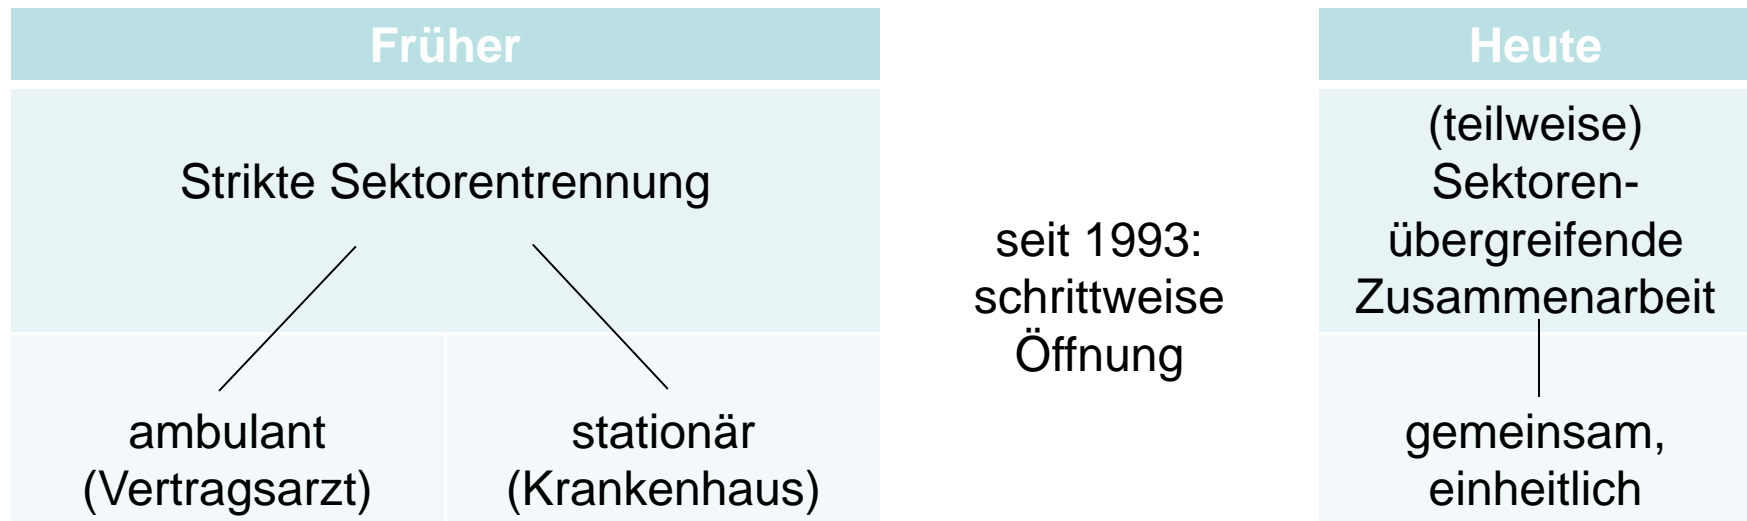 Früher
Strikte Sektorentrennung
ambulant
(Vertragsarzt)
stationär
(Krankenhaus)
seit 1993:
schrittweise
Öffnung
Heute
(teilweise)
Sektoren-
übergreifende
Zusammenarbeit
gemeinsam,
einheitlich